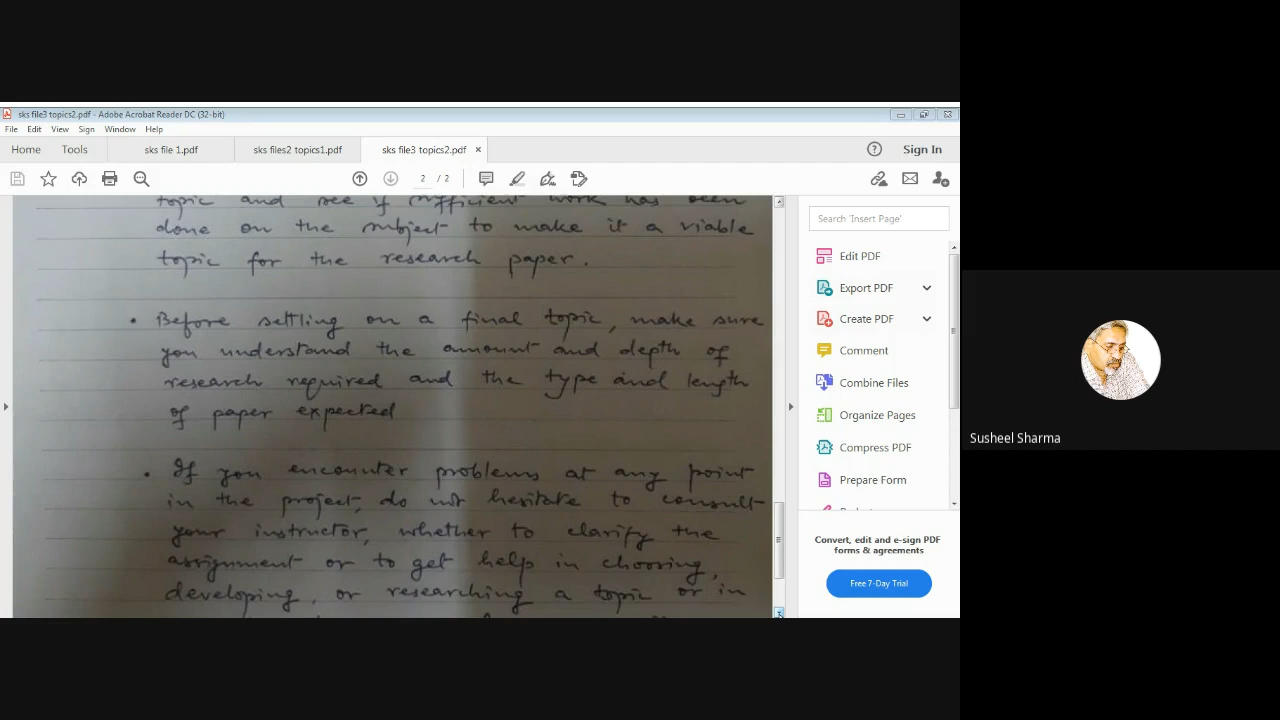 sks file3 topics2.pdf - Adobe Acrobat Reader DC (32-bit)
File Edit View Sign Window Help
Home Tools sks file 1.pdf sks files2 topics1.pdf sks file3 topics2.pdf × Sign In
2 / 2
topic and see if sufficient work has been
done on the subject to make it a viable
topic for the research paper.
• Before settling on a final topic, make sure
you understand the amount and depth of
research required and the type and length
of paper expected
• If you encounter problems at any point
in the project, do not hesitate to consult
your instructor, whether to clarify the
assignment or to get help in choosing,
developing, or researching a topic or in
Search 'Insert Page'
Edit PDF
Export PDF
Create PDF
Comment
Combine Files
Organize Pages
Compress PDF
Prepare Form
Convert, edit and e-sign PDF
forms & agreements
Free 7-Day Trial
Susheel Sharma